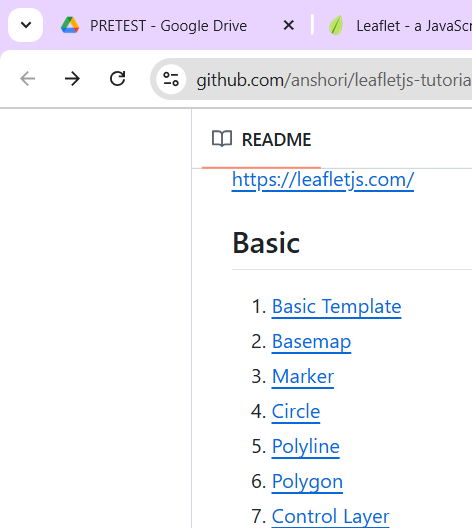 PRETEST - Google Drive
Leaflet - a JavaScr
github.com/anshori/leafletjs-tutoria
README
https://leafletjs.com/
Basic
1. Basic Template
2. Basemap
3. Marker
4. Circle
5. Polyline
6. Polygon
7. Control Layer